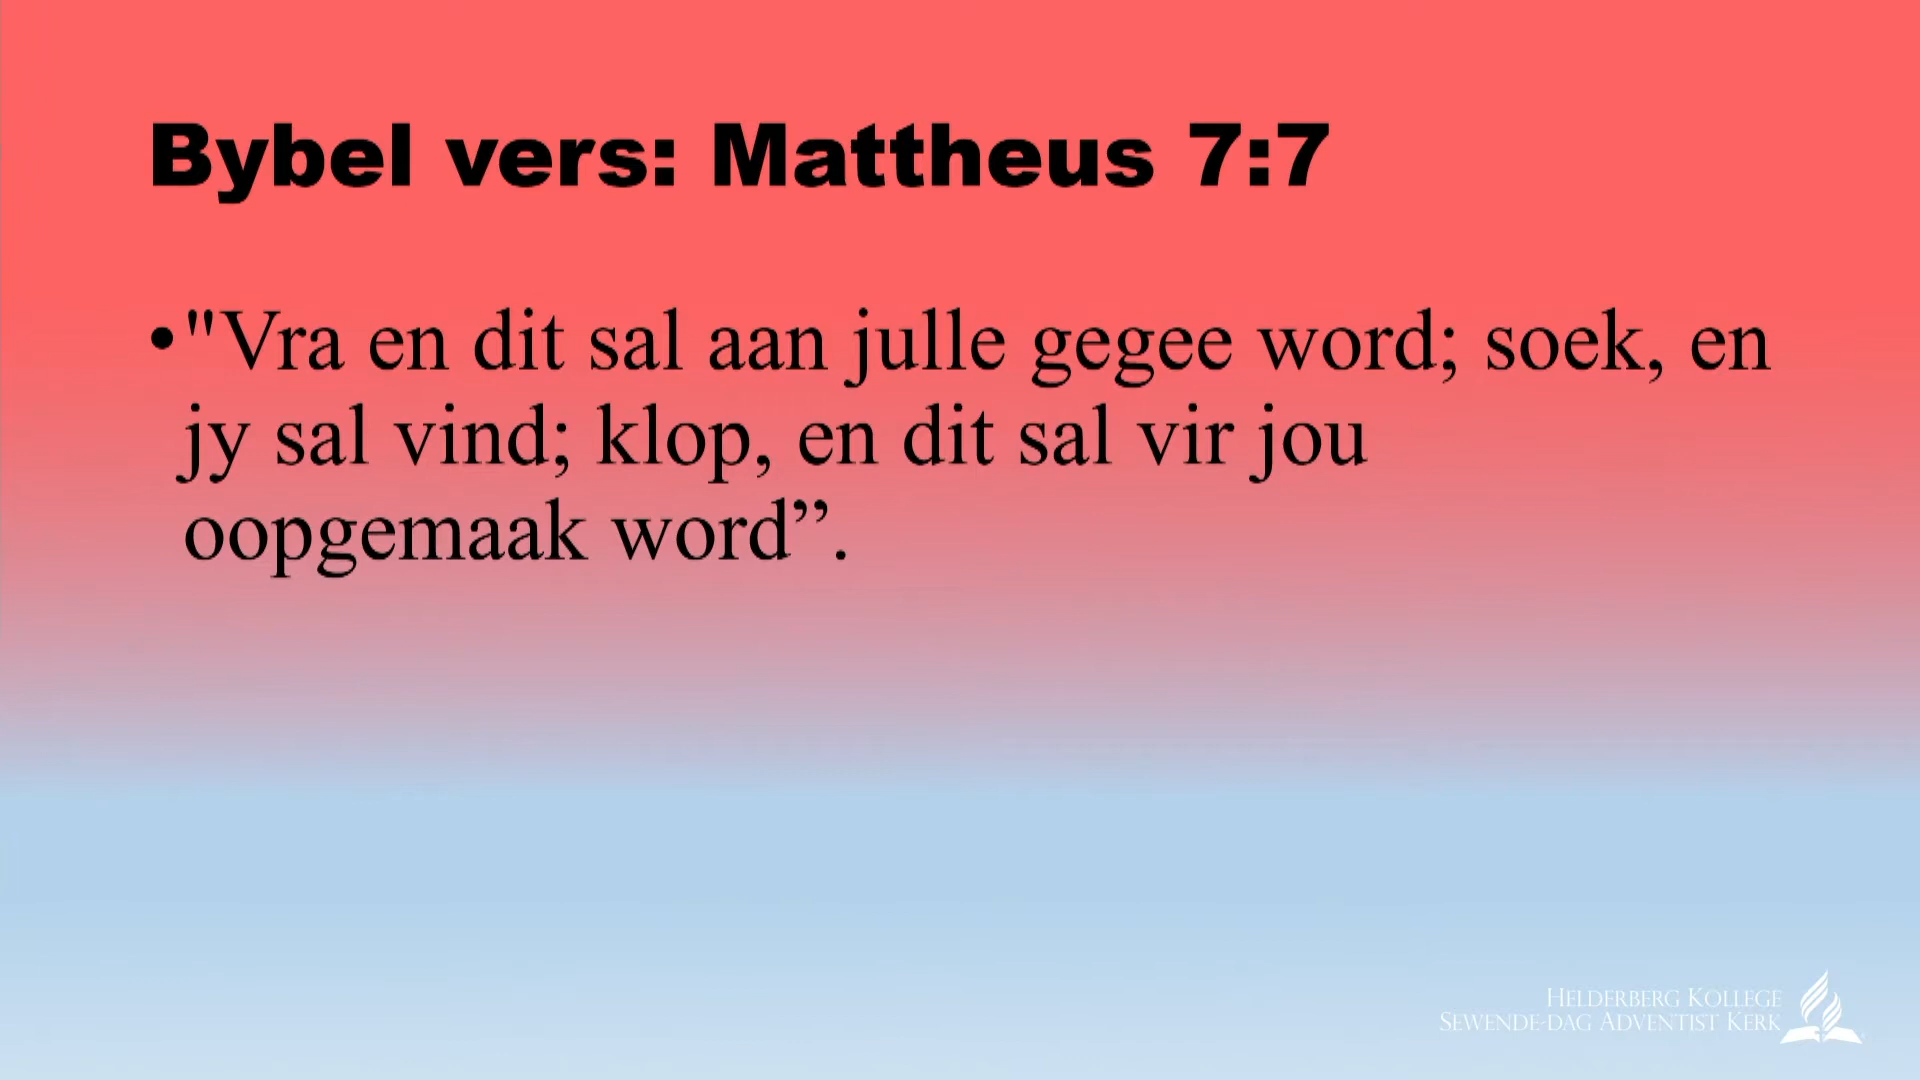 Bybel vers: Mattheus 7:7
•"Vra en dit sal aan julle gegee word; soek, en
jy sal vind; klop, en dit sal vir jou
oopgemaak word”.
HELDERBERG KOLLEGE
SEWENDE-DAG ADVENTIST KERK